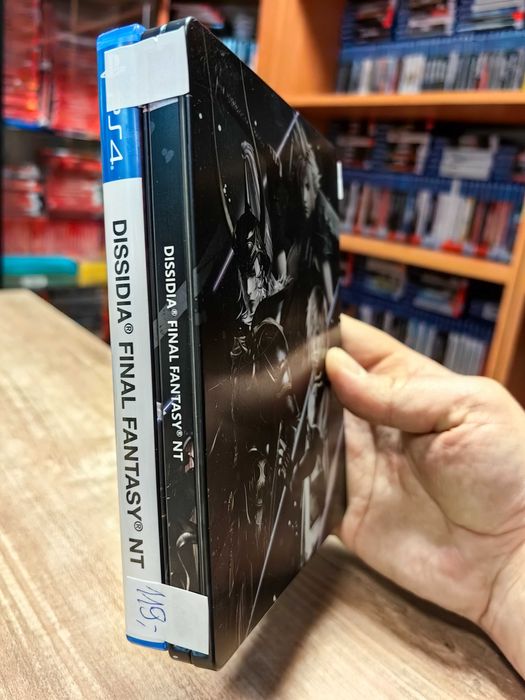 PS4
DISSIDIA® FINAL FANTASY® NT
DISSIDIA® FINAL FANTASY® NT
119,-